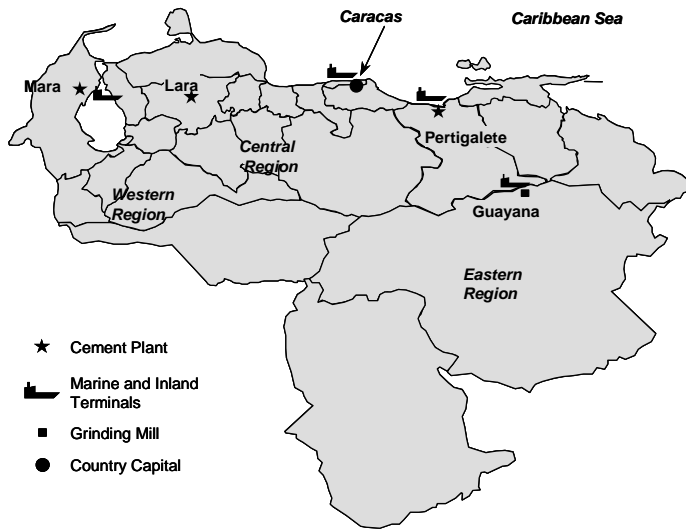 Caracas
Caribbean Sea
Mara
Lara
Pertigalete
Central
Region
Western
Region
Guayana
Eastern
Region
Cement Plant
Marine and Inland
Terminals
Grinding Mill
Country Capital